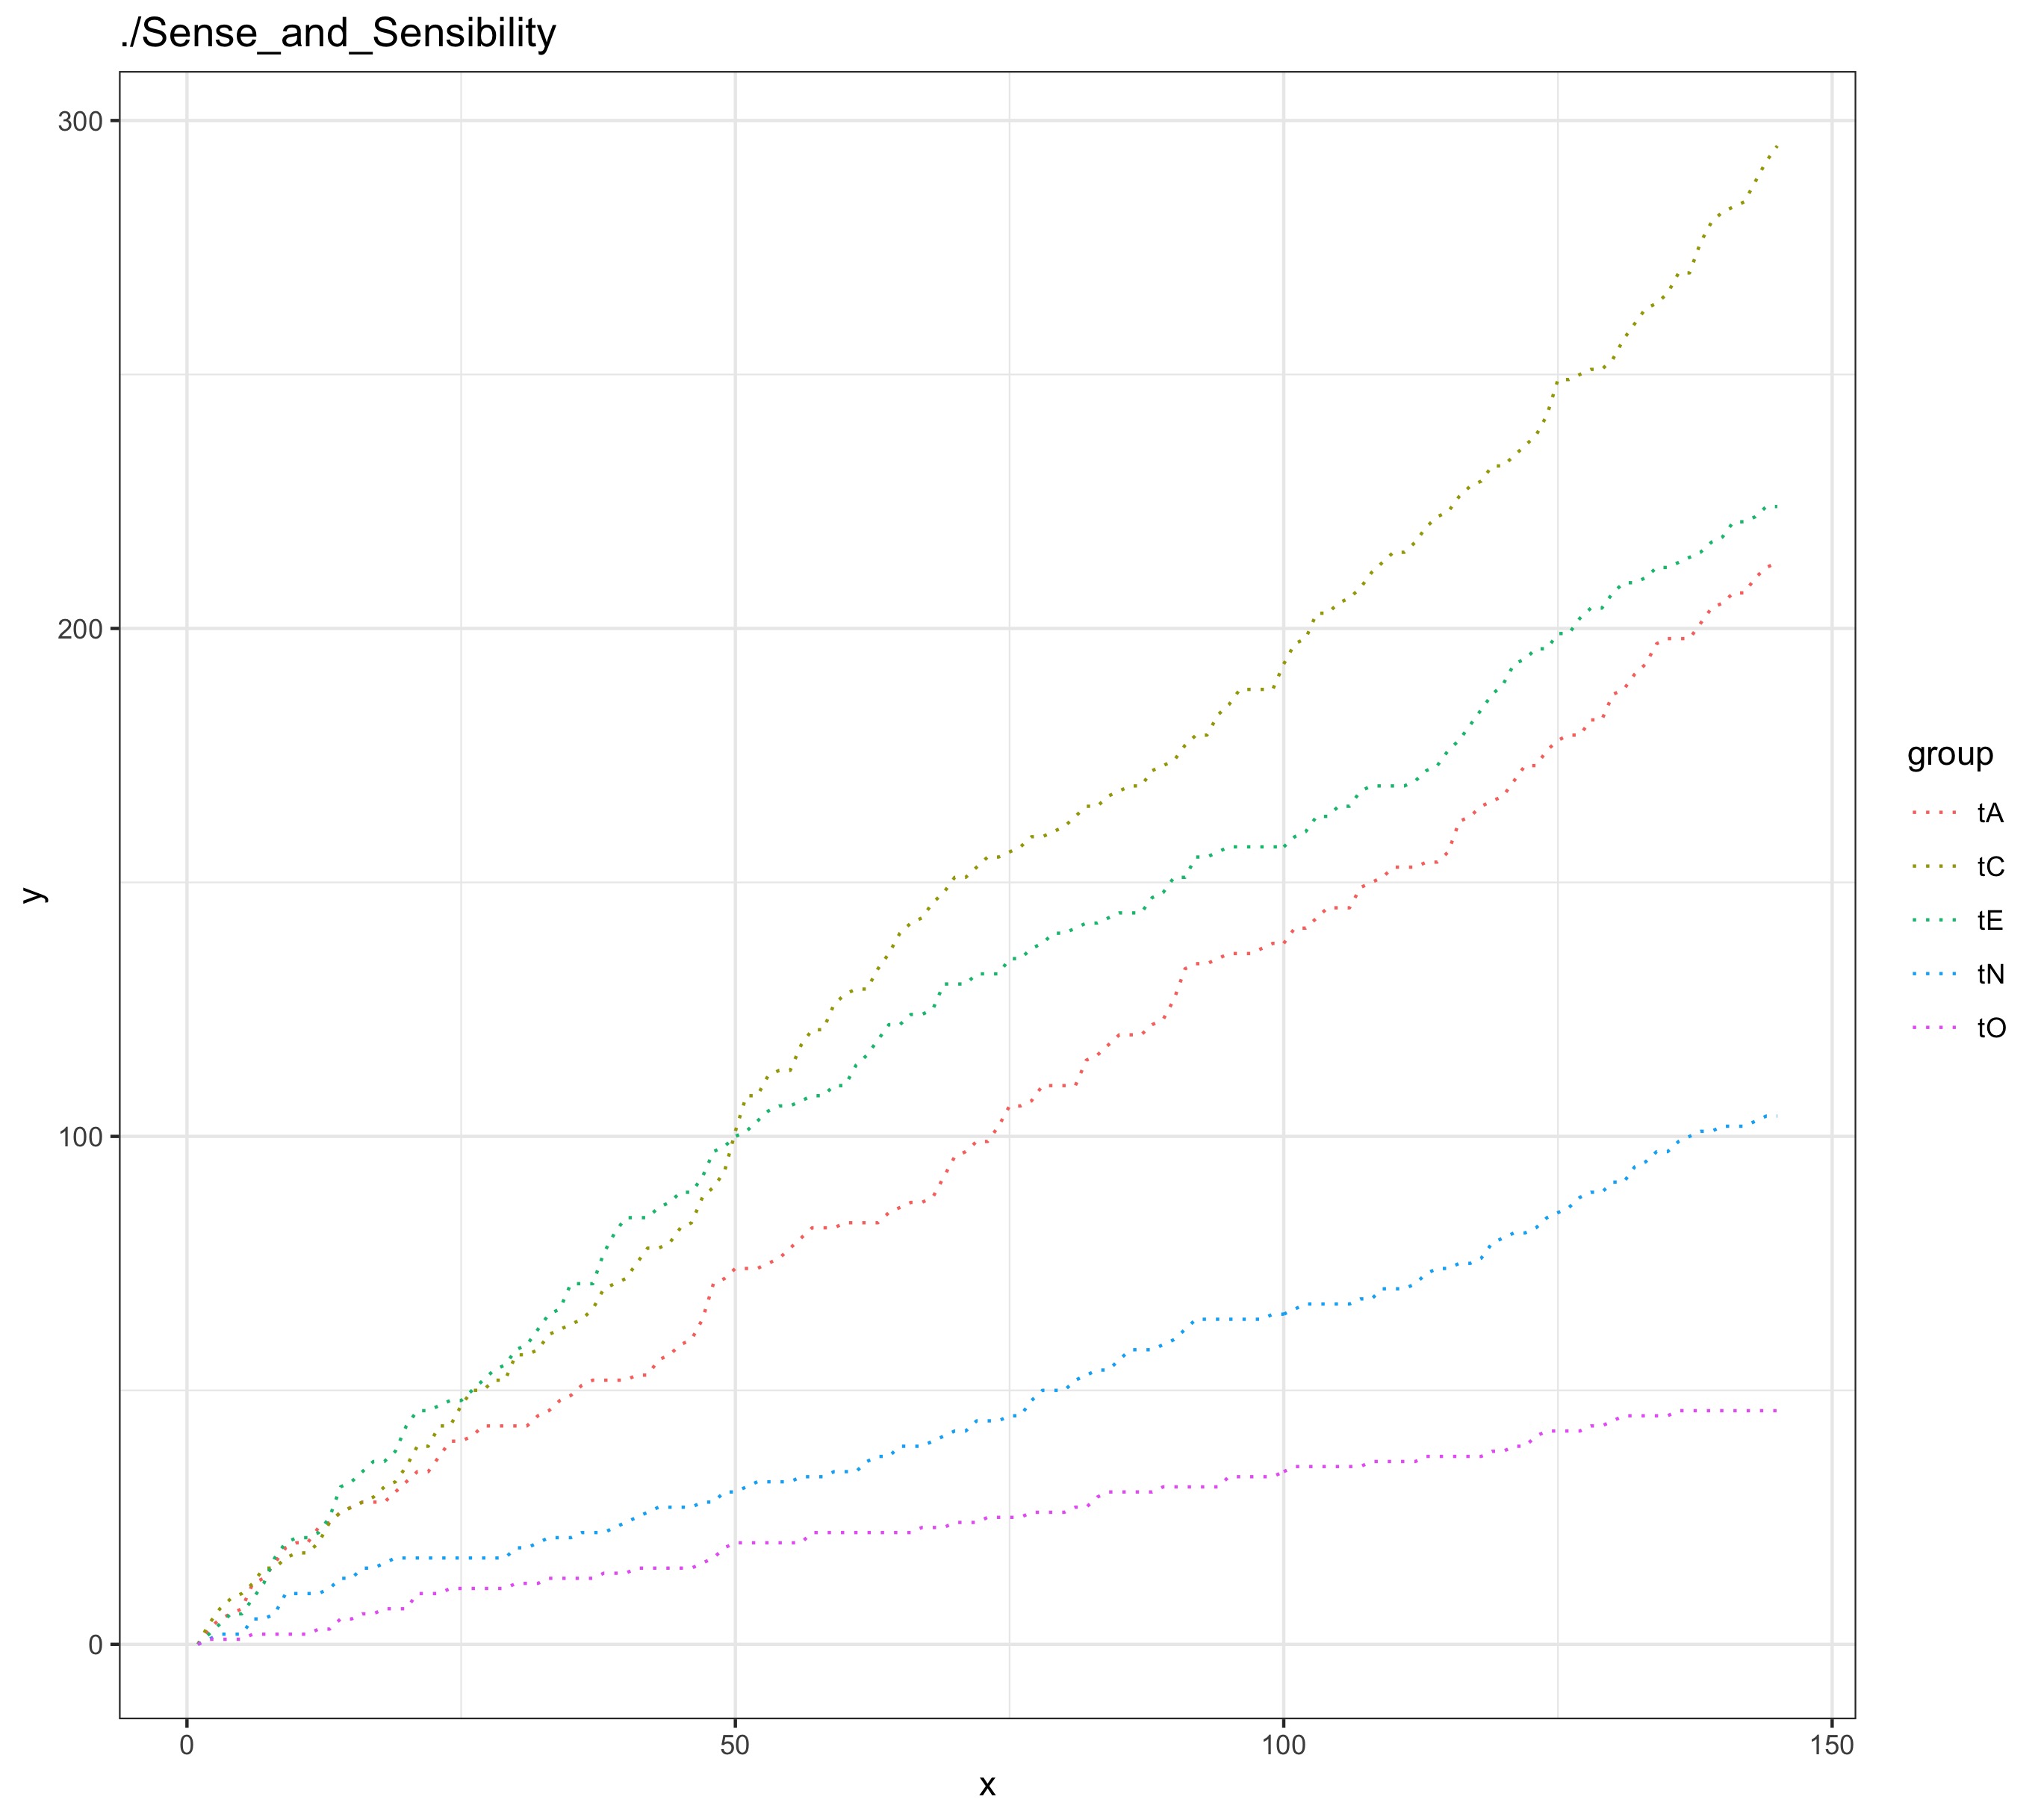 ./Sense_and_Sensibility
300
200
100
0
y
0 50 100 150
x
group
tA
tC
tE
tN
tO